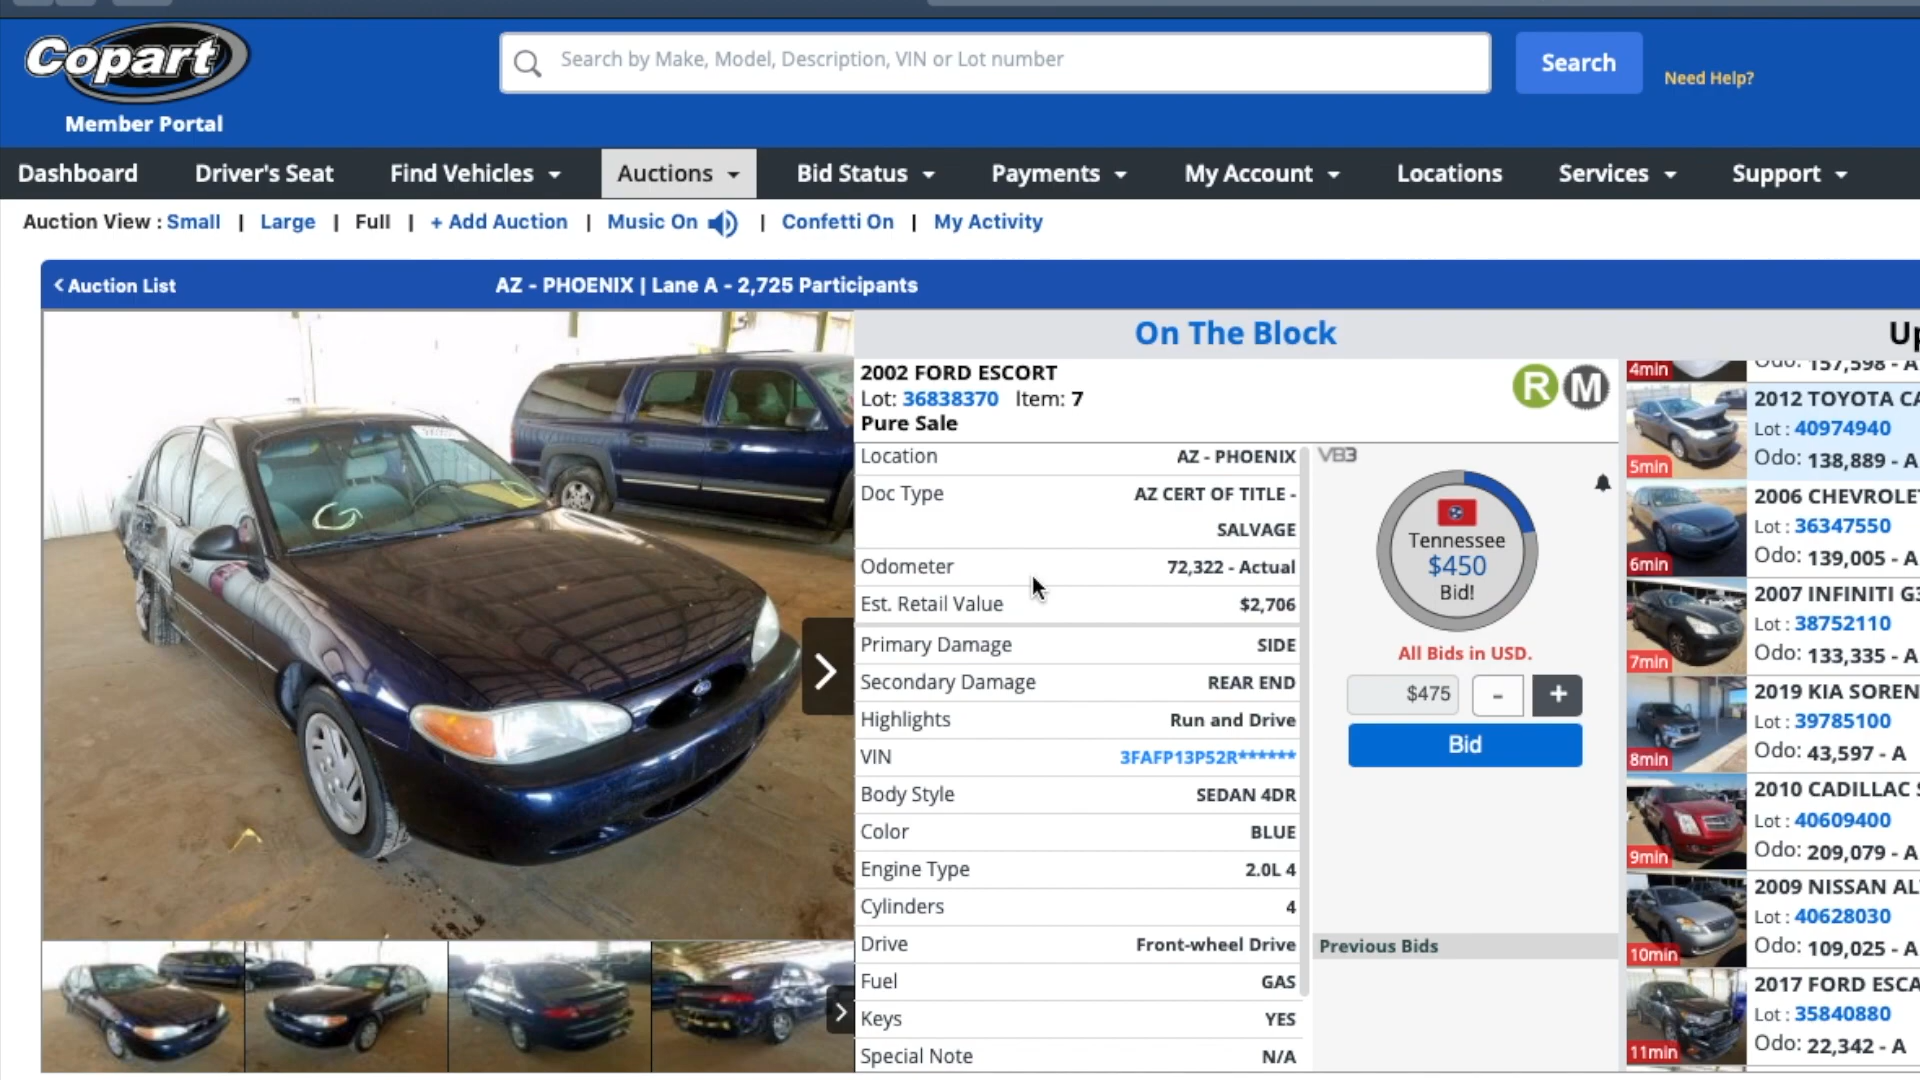 Copart
Search by Make, Model, Description, VIN or Lot number
Search
Need Help?
Member Portal
Dashboard
Driver's Seat
Find Vehicles
Auctions
Bid Status
Payments
My Account
Locations
Services
Support
Auction View : Small | Large | Full | + Add Auction | Music On | Confetti On | My Activity
Auction List
AZ - PHOENIX | Lane A - 2,725 Participants
On The Block
2002 FORD ESCORT
Lot: 36838370 Item: 7
Pure Sale
R M
Location AZ - PHOENIX
Doc Type AZ CERT OF TITLE -
SALVAGE
Odometer 72,322 - Actual
Est. Retail Value $2,706
Primary Damage SIDE
Secondary Damage REAR END
Highlights Run and Drive
VIN 3FAFP13P52R******
Body Style SEDAN 4DR
Color BLUE
Engine Type 2.0L 4
Cylinders 4
Drive Front-wheel Drive
Fuel GAS
Keys YES
Special Note N/A
VB3
Tennessee
$450
Bid!
All Bids in USD.
$475 - +
Bid
Previous Bids
4min
Odo: 157,598 - A
2012 TOYOTA CA
Lot : 40974940
Odo: 138,889 - A
5min
2006 CHEVROLET
Lot : 36347550
Odo: 139,005 - A
6min
2007 INFINITI G3
Lot : 38752110
Odo: 133,335 - A
7min
2019 KIA SOREN
Lot : 39785100
Odo: 43,597 - A
8min
2010 CADILLAC S
Lot : 40609400
Odo: 209,079 - A
9min
2009 NISSAN AL
Lot : 40628030
Odo: 109,025 - A
10min
2017 FORD ESCA
Lot : 35840880
Odo: 22,342 - A
11min